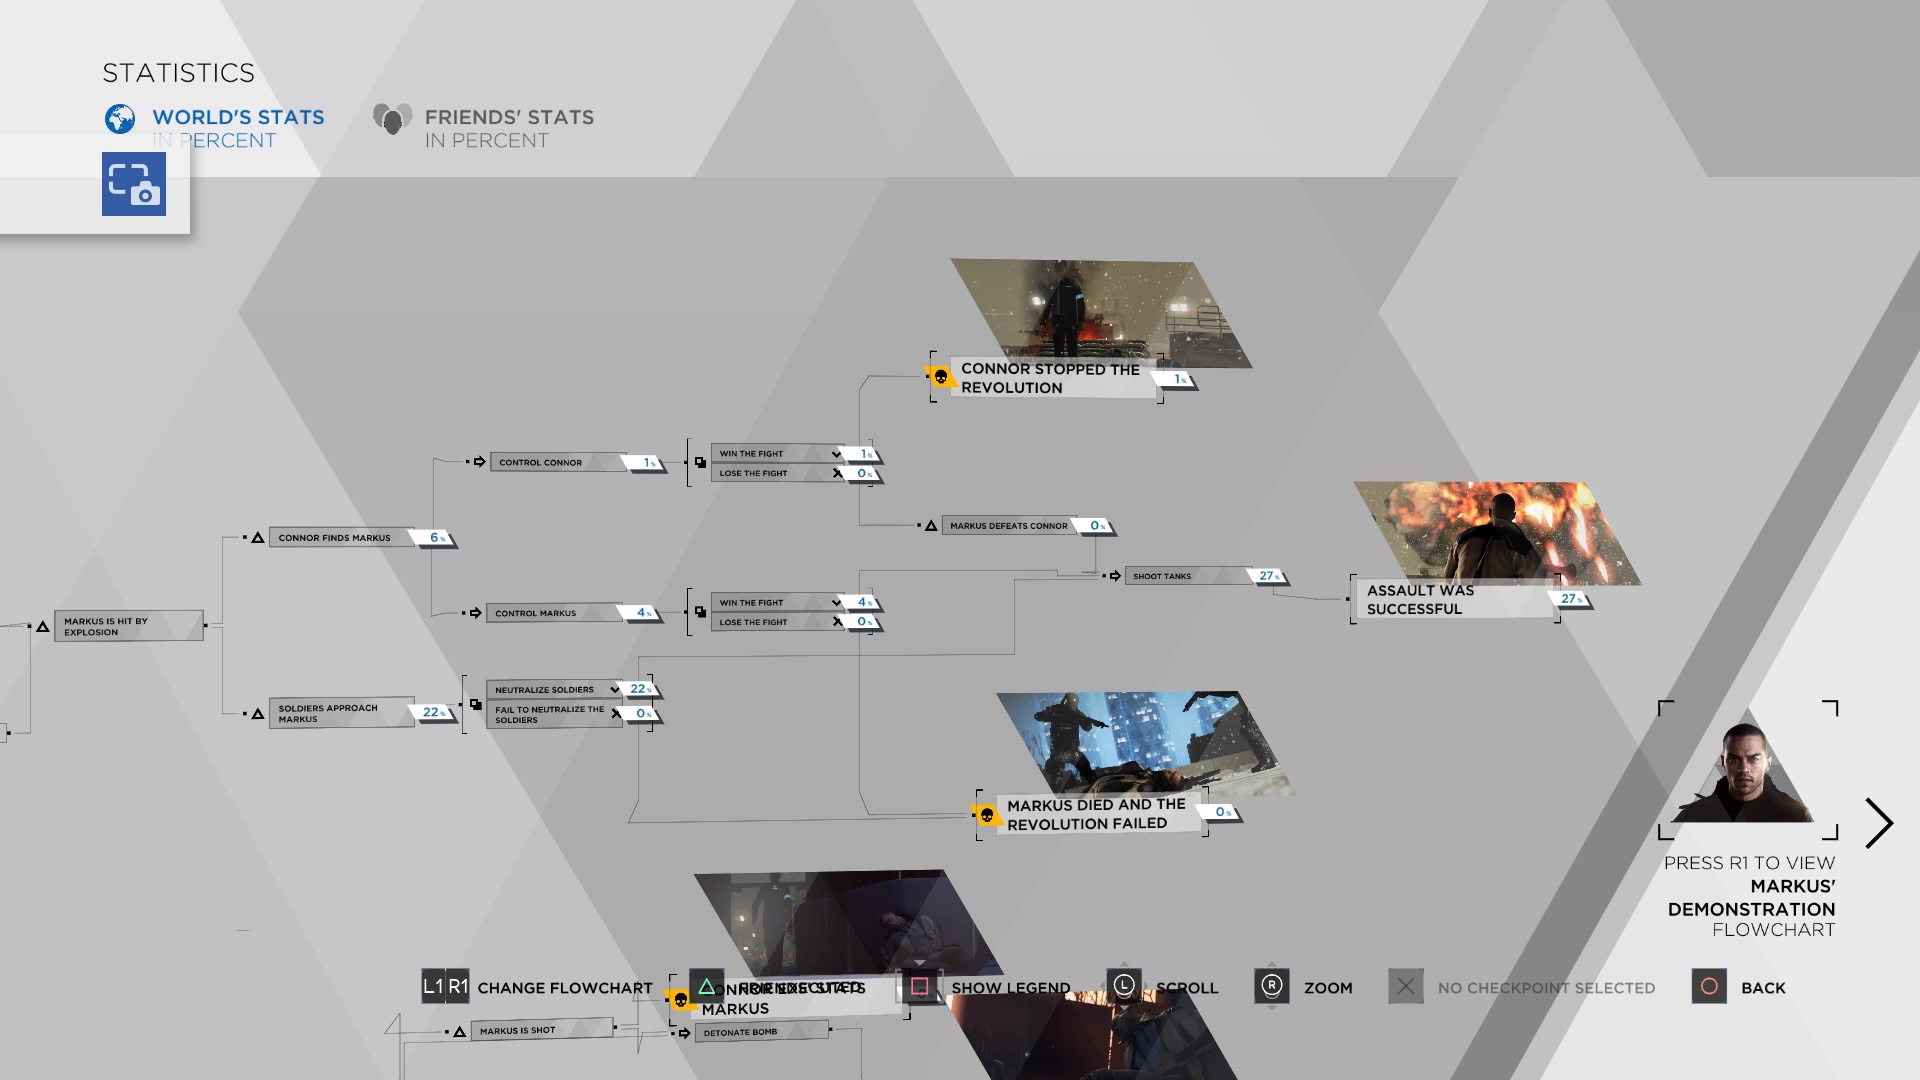 STATISTICS
WORLD'S STATS
IN PERCENT
FRIENDS' STATS
IN PERCENT
CONNOR STOPPED THE
REVOLUTION
1%
CONTROL CONNOR
1%
WIN THE FIGHT
1%
LOSE THE FIGHT
0%
MARKUS DEFEATS CONNOR
0%
CONNOR FINDS MARKUS
6%
SHOOT TANKS
27%
ASSAULT WAS
SUCCESSFUL
27%
CONTROL MARKUS
4%
WIN THE FIGHT
4%
LOSE THE FIGHT
0%
MARKUS IS HIT BY
EXPLOSION
SOLDIERS APPROACH
MARKUS
22%
NEUTRALIZE SOLDIERS
22%
FAIL TO NEUTRALIZE THE
SOLDIERS
0%
MARKUS DIED AND THE
REVOLUTION FAILED
0%
PRESS R1 TO VIEW
MARKUS'
DEMONSTRATION
FLOWCHART
L1 R1 CHANGE FLOWCHART
FRIENDS' STATS
SHOW LEGEND
L SCROLL
R ZOOM
NO CHECKPOINT SELECTED
BACK
CONNOR EXECUTED
MARKUS
MARKUS IS SHOT
DETONATE BOMB